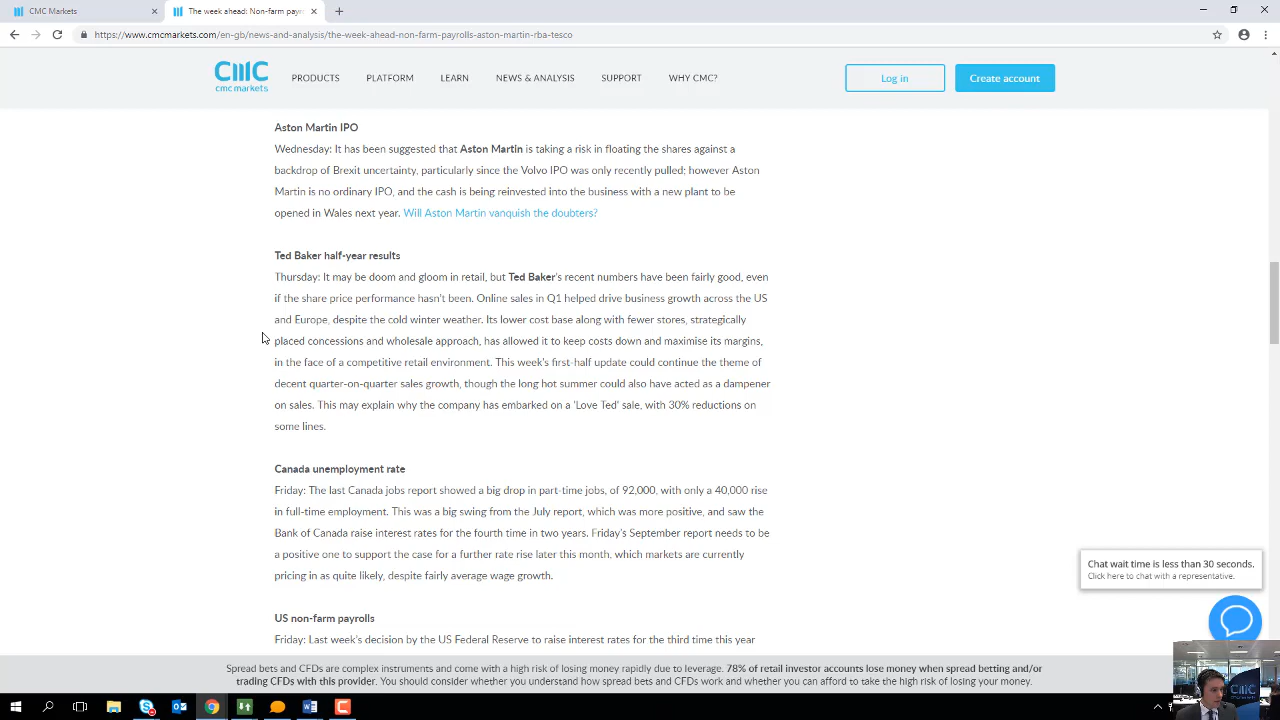 CMC Markets
The week ahead: Non-farm payr
https://www.cmcmarkets.com/en-gb/news-and-analysis/the-week-ahead-non-farm-payrolls-aston-martin-rba-tesco
cmc
cmc markets
PRODUCTS
PLATFORM
LEARN
NEWS & ANALYSIS
SUPPORT
WHY CMC?
Log in
Create account
Aston Martin IPO
Wednesday: It has been suggested that Aston Martin is taking a risk in floating the shares against a
backdrop of Brexit uncertainty, particularly since the Volvo IPO was only recently pulled; however Aston
Martin is no ordinary IPO, and the cash is being reinvested into the business with a new plant to be
opened in Wales next year. Will Aston Martin vanquish the doubters?
Ted Baker half-year results
Thursday: It may be doom and gloom in retail, but Ted Baker's recent numbers have been fairly good, even
if the share price performance hasn't been. Online sales in Q1 helped drive business growth across the US
and Europe, despite the cold winter weather. Its lower cost base along with fewer stores, strategically
placed concessions and wholesale approach, has allowed it to keep costs down and maximise its margins,
in the face of a competitive retail environment. This week's first-half update could continue the theme of
decent quarter-on-quarter sales growth, though the long hot summer could also have acted as a dampener
on sales. This may explain why the company has embarked on a 'Love Ted' sale, with 30% reductions on
some lines.
Canada unemployment rate
Friday: The last Canada jobs report showed a big drop in part-time jobs, of 92,000, with only a 40,000 rise
in full-time employment. This was a big swing from the July report, which was more positive, and saw the
Bank of Canada raise interest rates for the fourth time in two years. Friday's September report needs to be
a positive one to support the case for a further rate rise later this month, which markets are currently
pricing in as quite likely, despite fairly average wage growth.
US non-farm payrolls
Friday: Last week's decision by the US Federal Reserve to raise interest rates for the third time this year
Chat wait time is less than 30 seconds.
Click here to chat with a representative.
Spread bets and CFDs are complex instruments and come with a high risk of losing money rapidly due to leverage. 78% of retail investor accounts lose money when spread betting and/or
trading CFDs with this provider. You should consider whether you understand how spread bets and CFDs work and whether you can afford to take the high risk of losing your money.